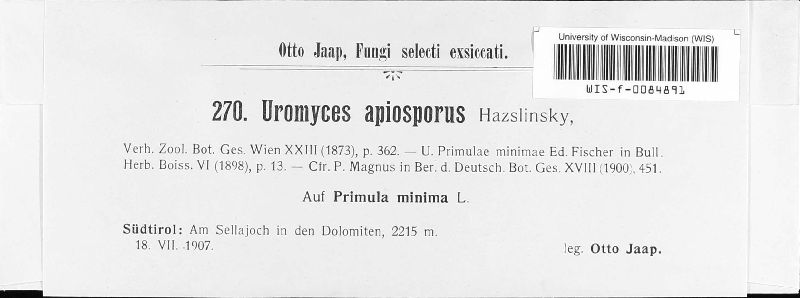 Otto Jaap, Fungi selecti exsiccati.
University of Wisconsin-Madison (WIS)
WIS-f-0084891
270. Uromyces apiosporus Hazslinsky,
Verh. Zool. Bot. Ges. Wien XXIII (1873), p. 362. — U. Primulae minimae Ed. Fischer in Bull.
Herb. Boiss. VI (1898), p. 13. — Cfr. P. Magnus in Ber. d. Deutsch. Bot. Ges. XVIII (1900), 451.
Auf Primula minima L.
Südtirol: Am Sellajoch in den Dolomiten, 2215 m.
18. VII. 1907.
leg. Otto Jaap.